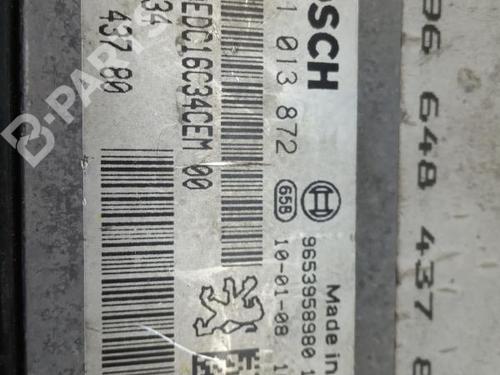 BOSCH
1 013 872
EDC16C34CEM 00
34
437 80
65B
10-01-08
9653958980 1
Made in
96 648 437 8
B-PARTS